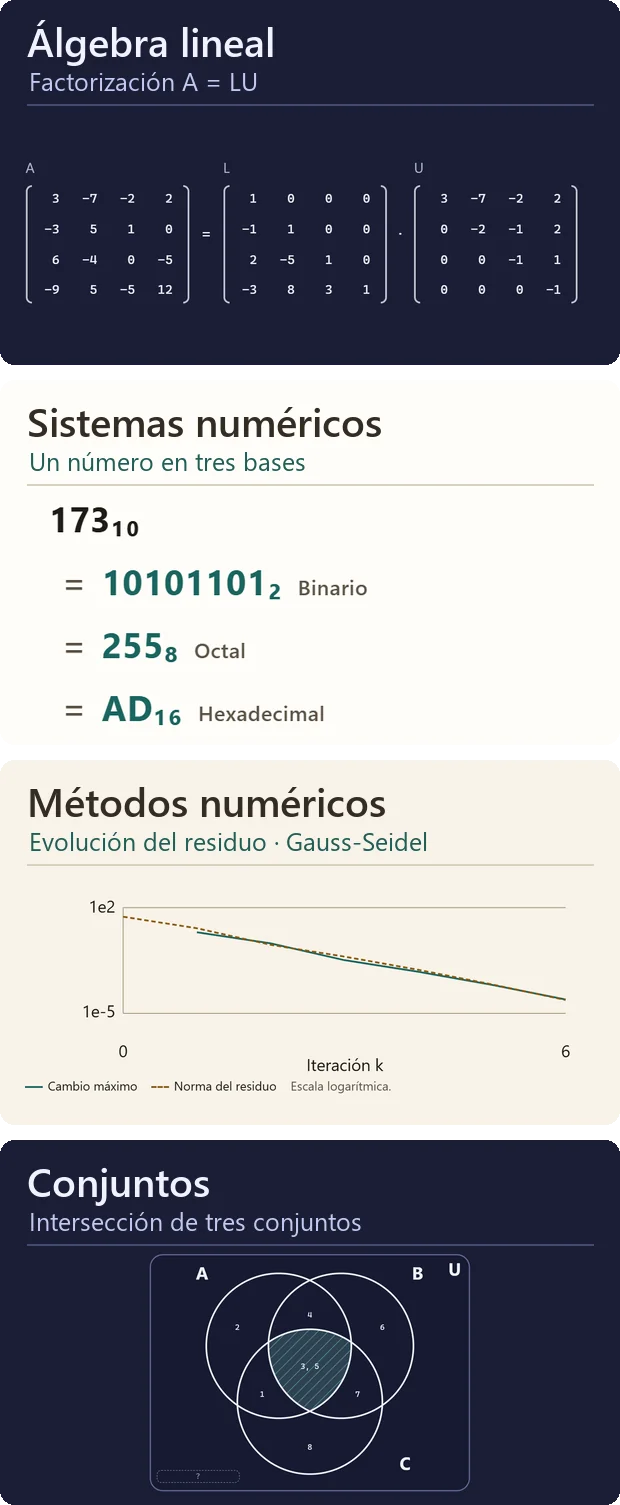 Álgebra lineal
Factorización A = LU
A L U
3 −7 −2 2 1 0 0 0 3 −7 −2 2
−3 5 1 0 −1 1 0 0 0 −2 −1 2
= ·
6 −4 0 −5 2 −5 1 0 0 0 −1 1
−9 5 −5 12 −3 8 3 1 0 0 0 −1
Sistemas numéricos
Un número en tres bases
173₁₀
= 10101101₂ Binario
= 255₈ Octal
= AD₁₆ Hexadecimal
Métodos numéricos
Evolución del residuo · Gauss-Seidel
1e2
1e-5
0 6
Iteración k
Cambio máximo Norma del residuo Escala logarítmica.
Conjuntos
Intersección de tres conjuntos
A B U
4
2 6
3, 5
1 7
8
C
?